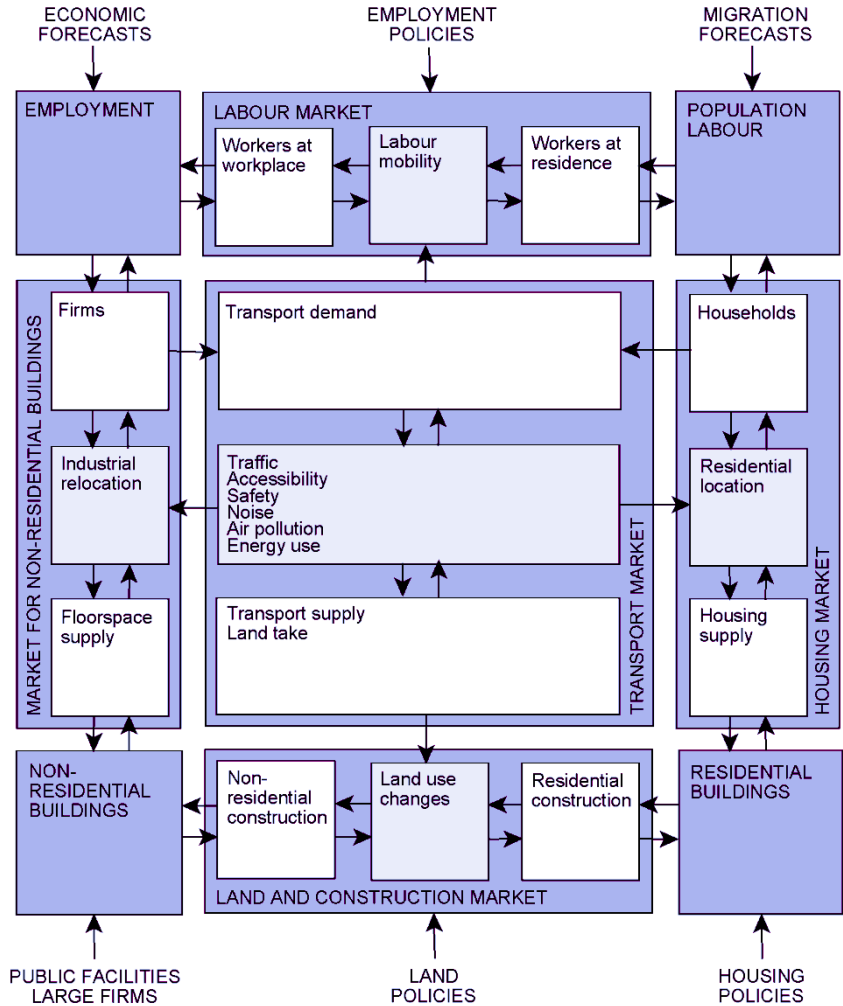 ECONOMIC
FORECASTS
EMPLOYMENT
POLICIES
MIGRATION
FORECASTS
EMPLOYMENT
LABOUR MARKET
POPULATION
LABOUR
Workers at
workplace
Labour
mobility
Workers at
residence
MARKET FOR NON-RESIDENTIAL BUILDINGS
Firms
Transport demand
Households
Industrial
relocation
Traffic
Accessibility
Safety
Noise
Air pollution
Energy use
Residential
location
TRANSPORT MARKET
HOUSING MARKET
Floorspace
supply
Transport supply
Land take
Housing
supply
NON-
RESIDENTIAL
BUILDINGS
Non-
residential
construction
Land use
changes
Residential
construction
RESIDENTIAL
BUILDINGS
LAND AND CONSTRUCTION MARKET
PUBLIC FACILITIES
LARGE FIRMS
LAND
POLICIES
HOUSING
POLICIES